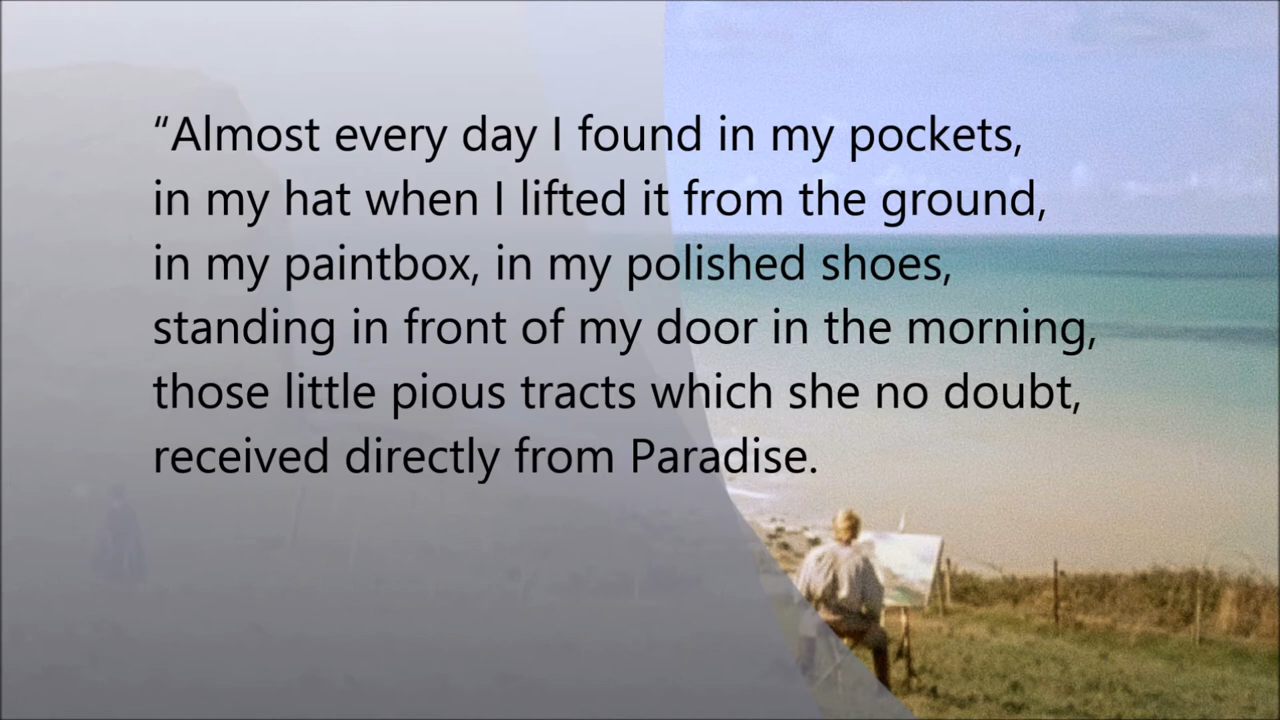 “Almost every day I found in my pockets,
in my hat when I lifted it from the ground,
in my paintbox, in my polished shoes,
standing in front of my door in the morning,
those little pious tracts which she no doubt,
received directly from Paradise.